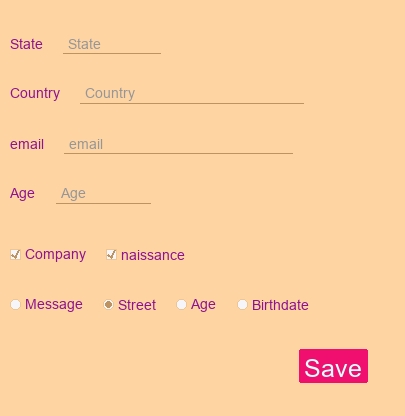 State State
Country Country
email email
Age Age
Company naissance
Message Street Age Birthdate
Save